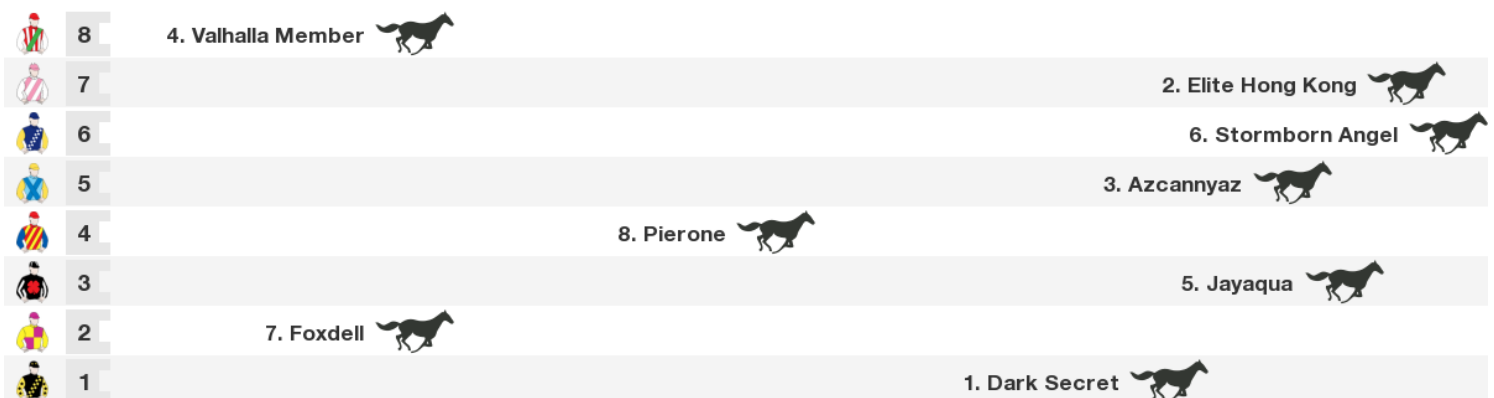 8 4. Valhalla Member
7 2. Elite Hong Kong
6 6. Stormborn Angel
5 3. Azcannyaz
4 8. Pierone
3 5. Jayaqua
2 7. Foxdell
1 1. Dark Secret